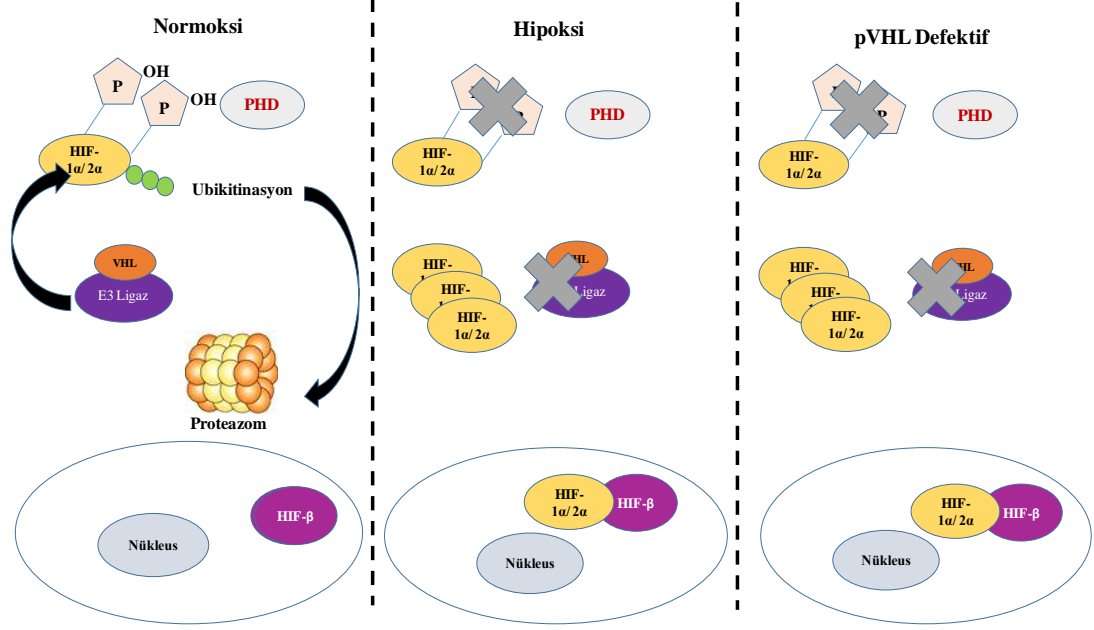 Normoksi
P
OH
P
OH
PHD
HIF-
1α/ 2α
Ubikitinasyon
VHL
E3 Ligaz
Proteazom
HIF-β
Nükleus
Hipoksi
PHD
HIF-
1α/ 2α
HIF-
HIF-
HIF-
1α/ 2α
Ligaz
HIF-
1α/ 2α
HIF-β
Nükleus
pVHL Defektif
P
PHD
HIF-
1α/ 2α
HIF-
HIF-
HIF-
1α/ 2α
Ligaz
HIF-
1α/ 2α
HIF-β
Nükleus